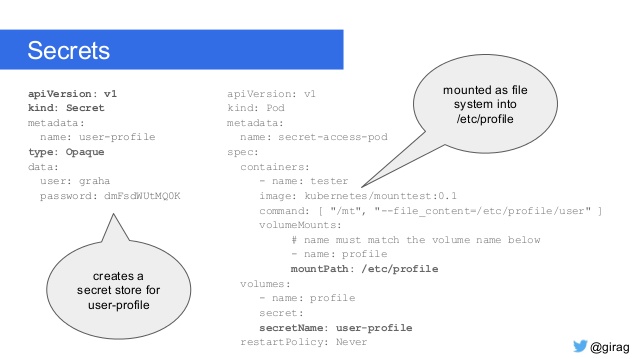 Secrets
apiVersion: v1
kind: Secret
metadata:
name: user-profile
type: Opaque
data:
user: graha
password: dmFsdWUtMQ0K
creates a
secret store for
user-profile
apiVersion: v1
kind: Pod
metadata:
name: secret-access-pod
spec:
containers:
- name: tester
image: kubernetes/mounttest:0.1
command: [ "/mt", "--file_content=/etc/profile/user" ]
volumeMounts:
# name must match the volume name below
- name: profile
mountPath: /etc/profile
volumes:
- name: profile
secret:
secretName: user-profile
restartPolicy: Never
mounted as file
system into
/etc/profile
@girag